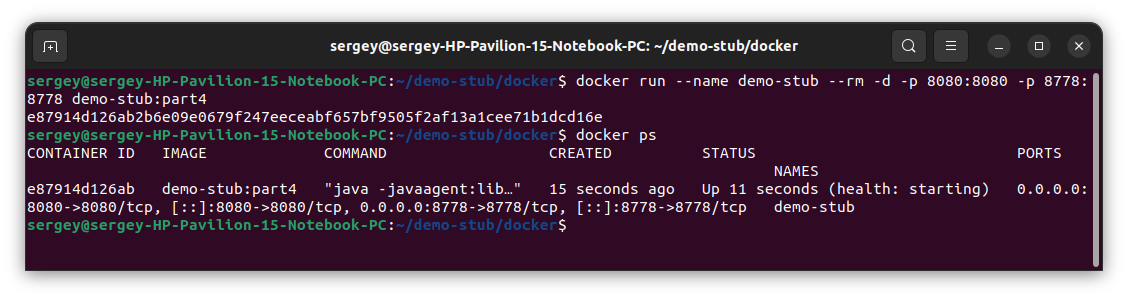 sergey@sergey-HP-Pavilion-15-Notebook-PC: ~/demo-stub/docker
sergey@sergey-HP-Pavilion-15-Notebook-PC:~/demo-stub/docker$ docker run --name demo-stub --rm -d -p 8080:8080 -p 8778:
8778 demo-stub:part4
e87914d126ab2b6e09e0679f247eeceabf657bf9505f2af13a1cee71b1dcd16e
sergey@sergey-HP-Pavilion-15-Notebook-PC:~/demo-stub/docker$ docker ps
CONTAINER ID   IMAGE             COMMAND                  CREATED          STATUS                             PORTS
NAMES
e87914d126ab   demo-stub:part4   "java -javaagent:lib…"   15 seconds ago   Up 11 seconds (health: starting)   0.0.0.0:
8080->8080/tcp, [::]:8080->8080/tcp, 0.0.0.0:8778->8778/tcp, [::]:8778->8778/tcp   demo-stub
sergey@sergey-HP-Pavilion-15-Notebook-PC:~/demo-stub/docker$